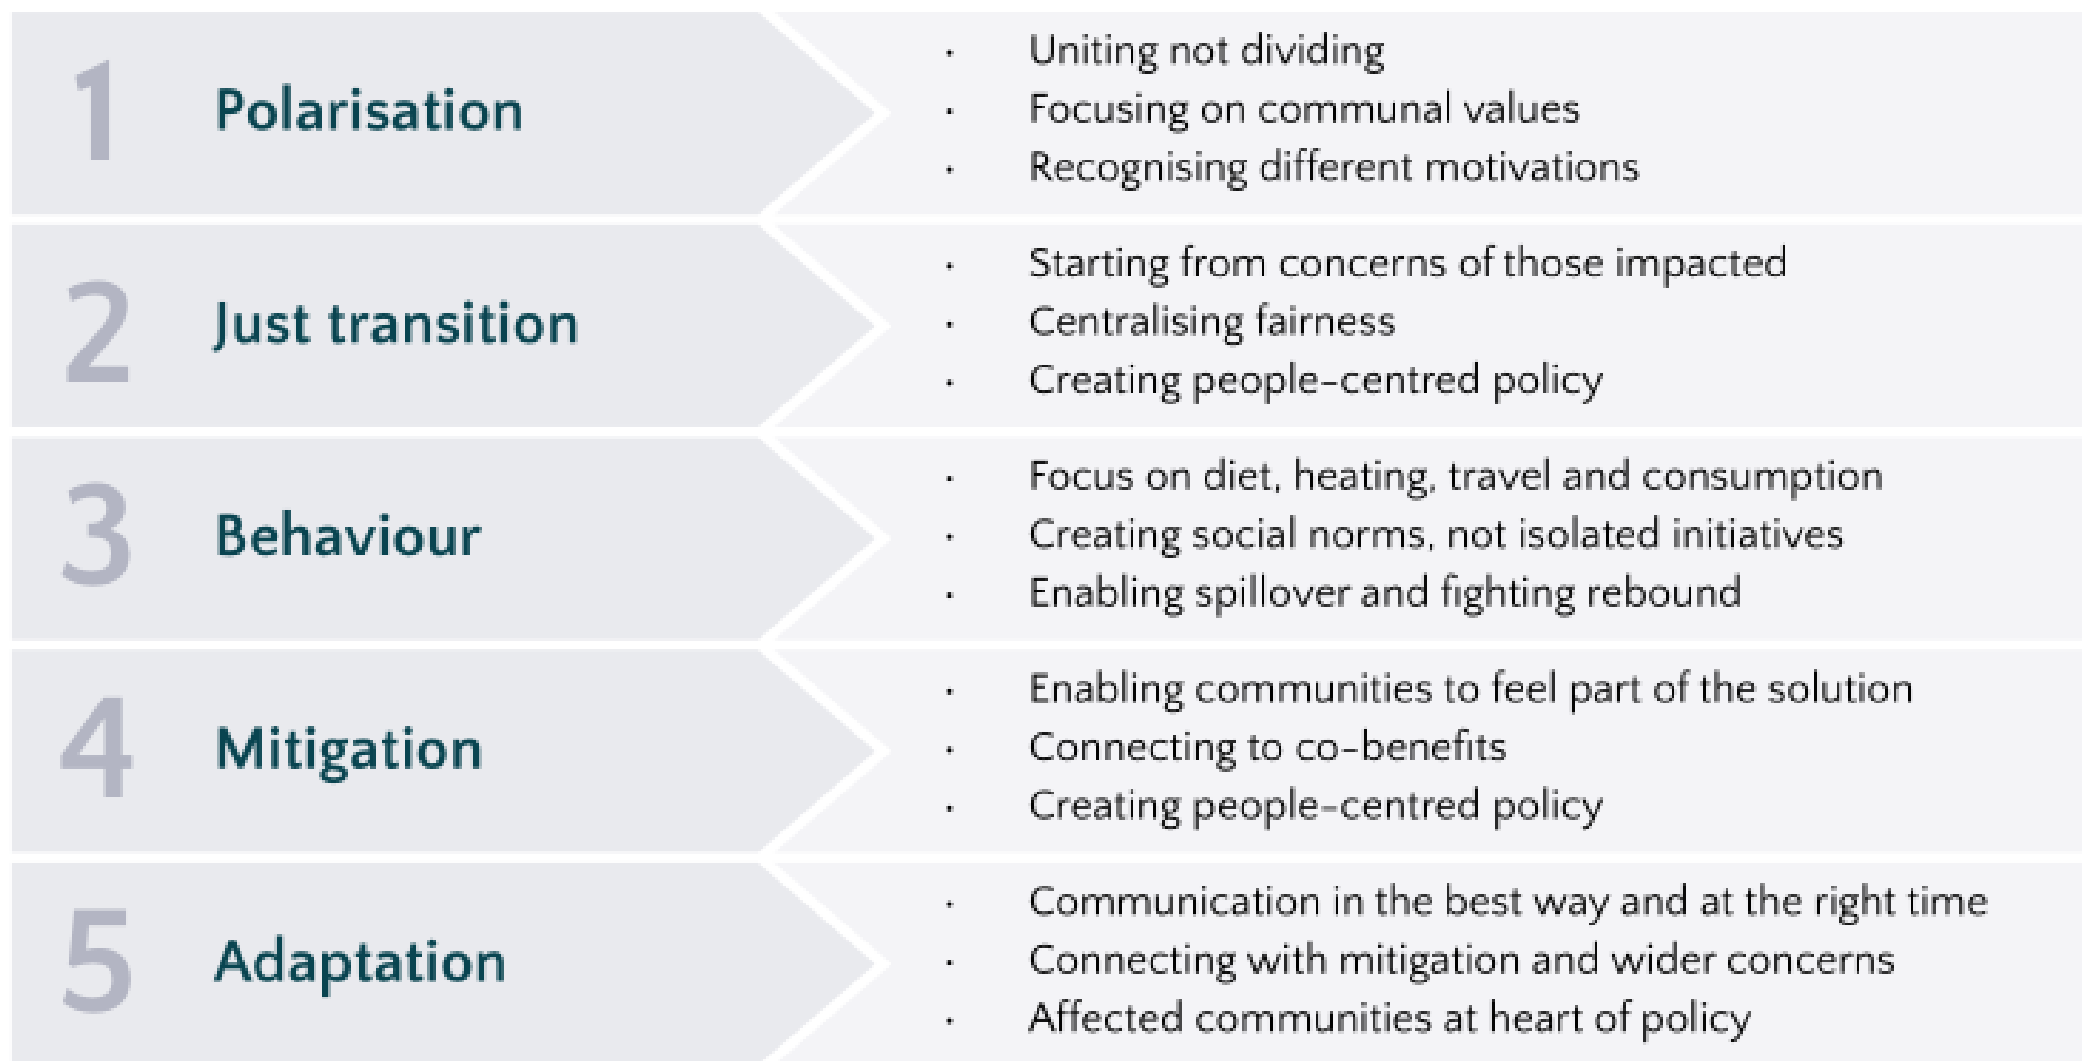 1 Polarisation
· Uniting not dividing
· Focusing on communal values
· Recognising different motivations
2 Just transition
· Starting from concerns of those impacted
· Centralising fairness
· Creating people-centred policy
3 Behaviour
· Focus on diet, heating, travel and consumption
· Creating social norms, not isolated initiatives
· Enabling spillover and fighting rebound
4 Mitigation
· Enabling communities to feel part of the solution
· Connecting to co-benefits
· Creating people-centred policy
5 Adaptation
· Communication in the best way and at the right time
· Connecting with mitigation and wider concerns
· Affected communities at heart of policy